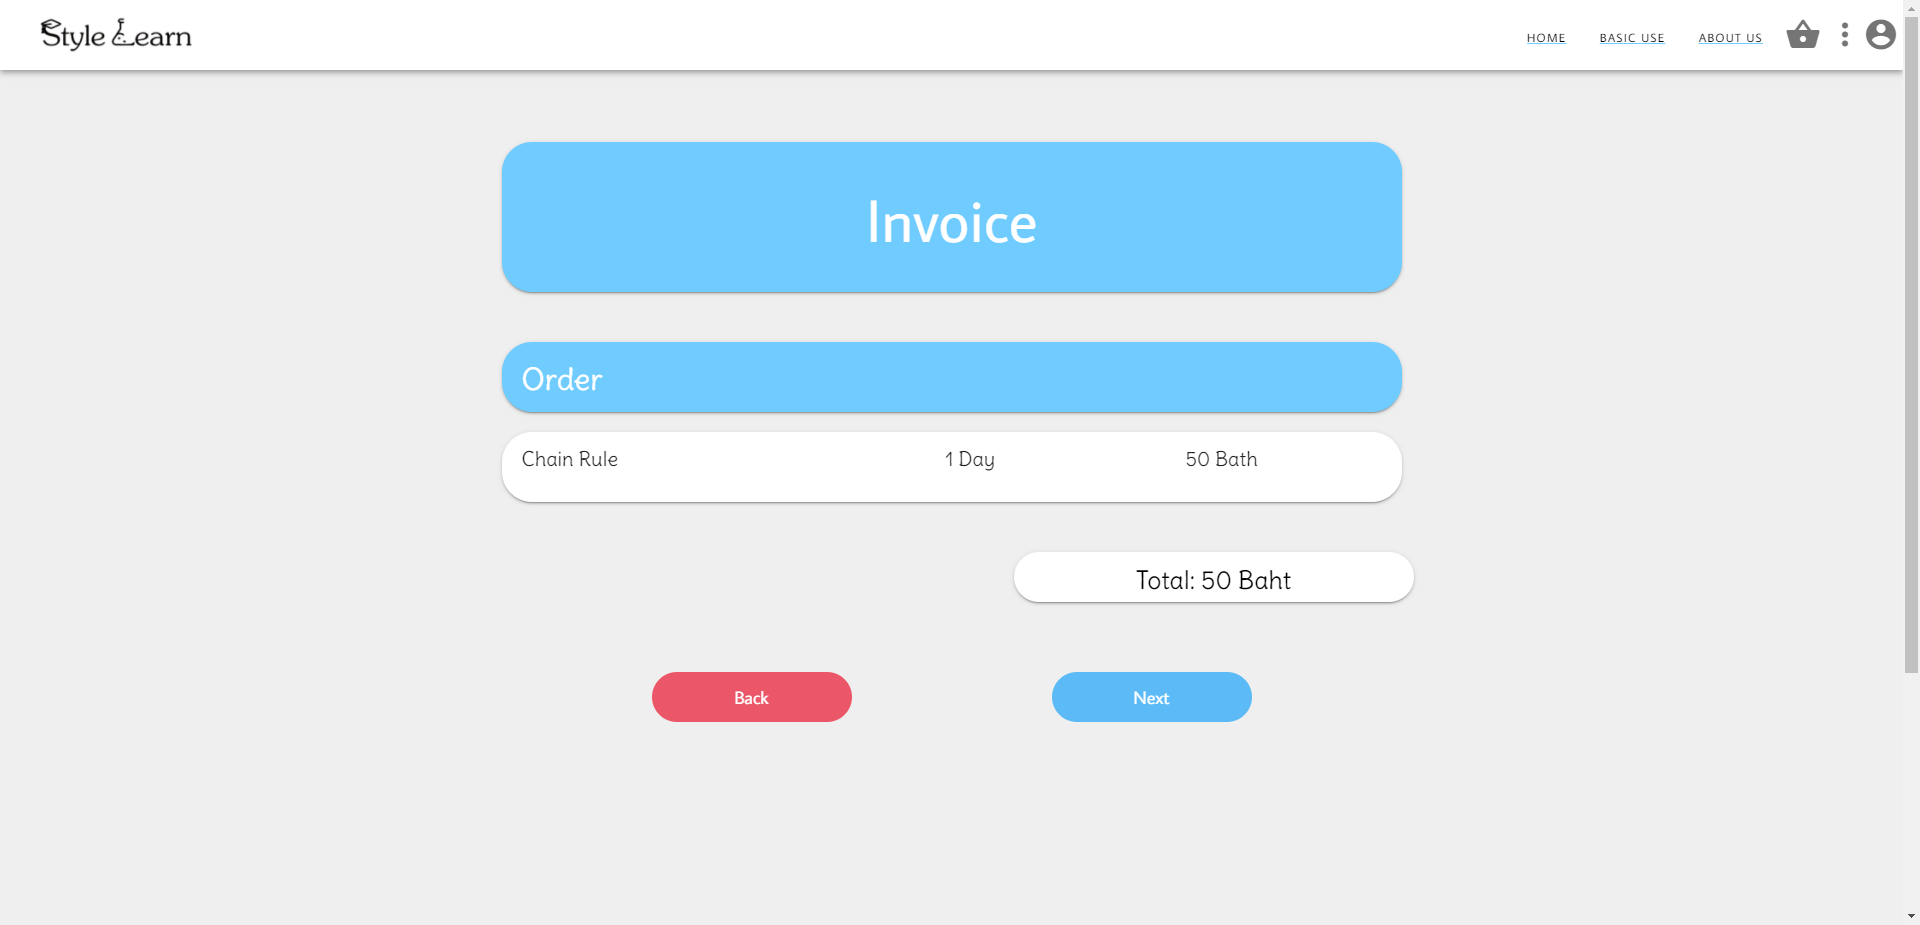 Style Learn
HOME BASIC USE ABOUT US
Invoice
Order
Chain Rule 1 Day 50 Bath
Total: 50 Baht
Back Next